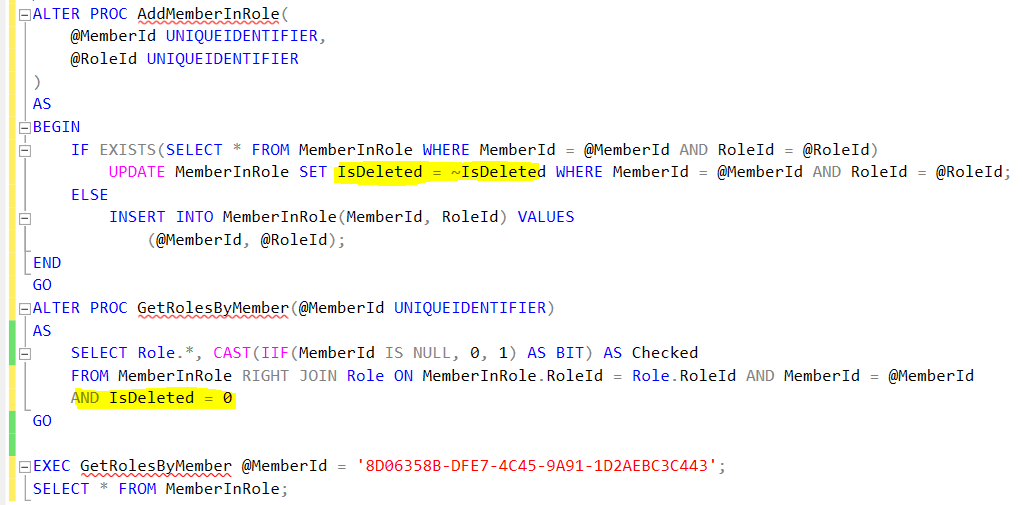 ALTER PROC AddMemberInRole(
@MemberId UNIQUEIDENTIFIER,
@RoleId UNIQUEIDENTIFIER
)
AS
BEGIN
IF EXISTS(SELECT * FROM MemberInRole WHERE MemberId = @MemberId AND RoleId = @RoleId)
UPDATE MemberInRole SET IsDeleted = ~IsDeleted WHERE MemberId = @MemberId AND RoleId = @RoleId;
ELSE
INSERT INTO MemberInRole(MemberId, RoleId) VALUES
(@MemberId, @RoleId);
END
GO
ALTER PROC GetRolesByMember(@MemberId UNIQUEIDENTIFIER)
AS
SELECT Role.*, CAST(IIF(MemberId IS NULL, 0, 1) AS BIT) AS Checked
FROM MemberInRole RIGHT JOIN Role ON MemberInRole.RoleId = Role.RoleId AND MemberId = @MemberId
AND IsDeleted = 0
GO
EXEC GetRolesByMember @MemberId = '8D06358B-DFE7-4C45-9A91-1D2AEBC3C443';
SELECT * FROM MemberInRole;